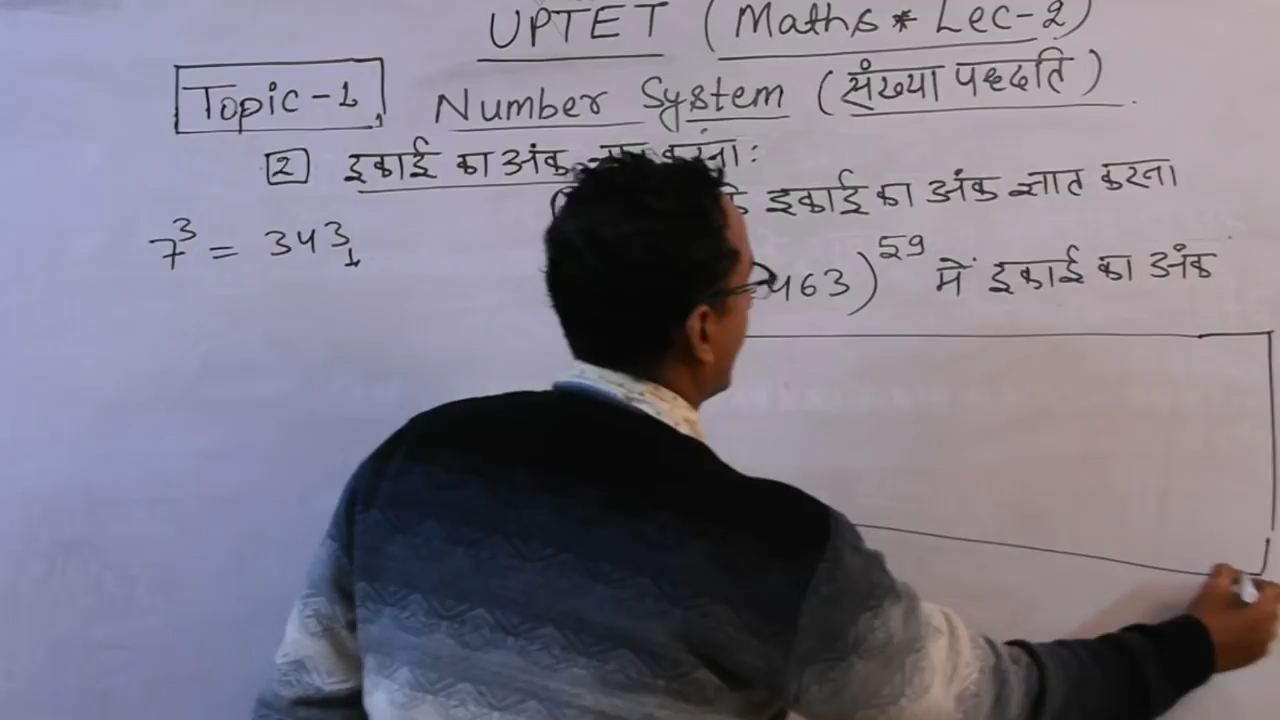 UPTET (Maths * Lec-2)
Topic-1 Number System (संख्या पद्धति)
2 इकाई का अंक करना:
इकाई का अंक ज्ञात करना
7³ = 343
463)⁵⁹ में इकाई का अंक